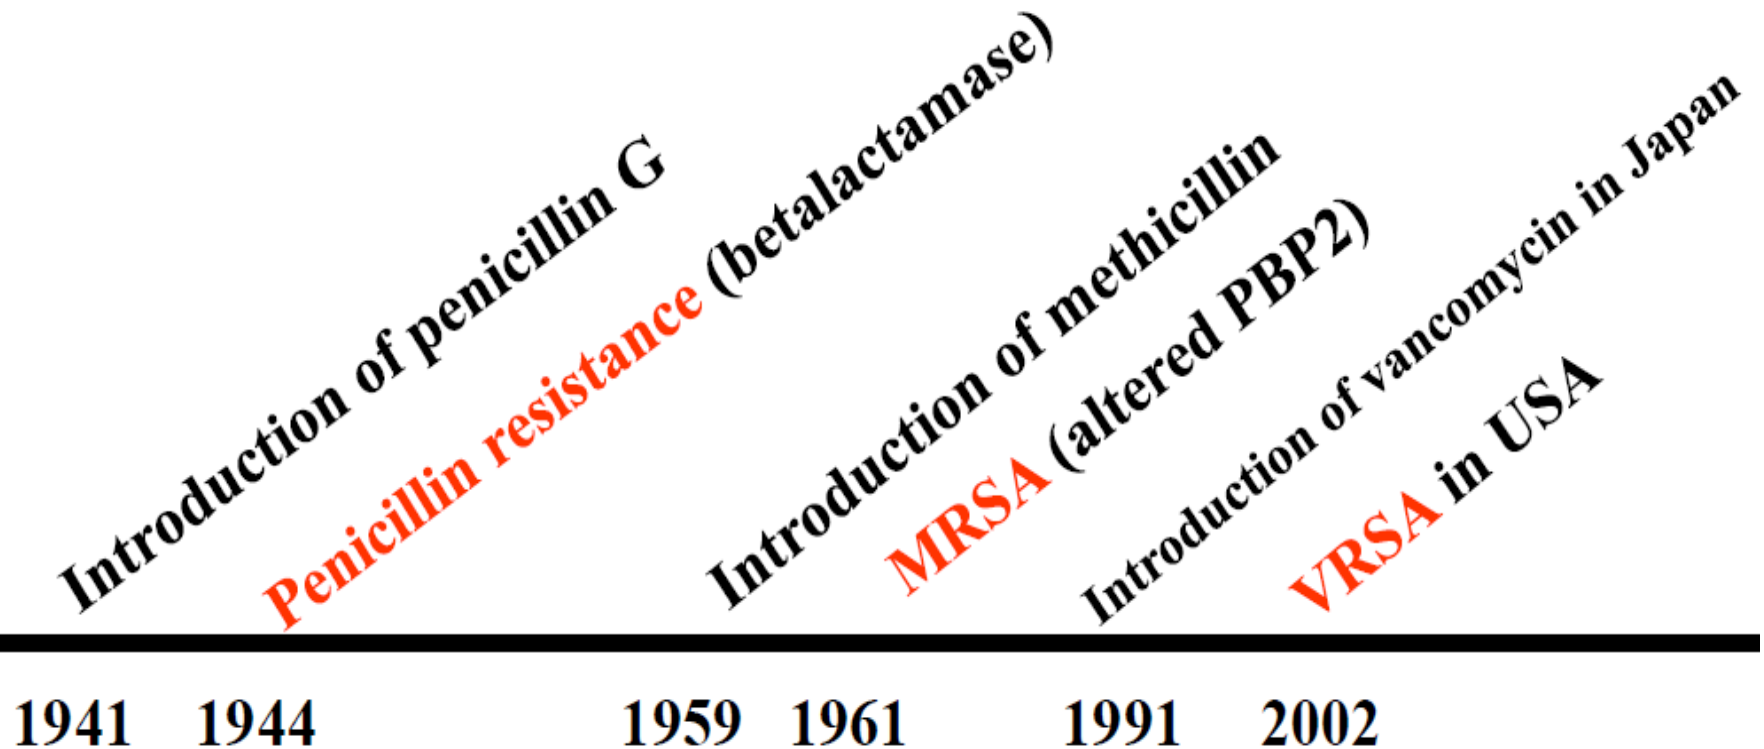 Introduction of penicillin G
Penicillin resistance (betalactamase)
Introduction of methicillin
MRSA (altered PBP2)
Introduction of vancomycin in Japan
VRSA in USA
1941 1944 1959 1961 1991 2002